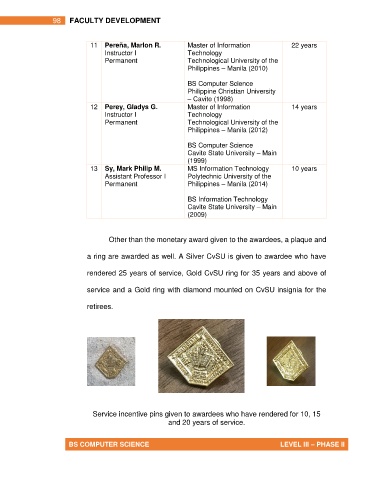 98 FACULTY DEVELOPMENT
11 Pereña, Marlon R. Master of Information 22 years
Instructor I Technology
Permanent Technological University of the
Philippines – Manila (2010)
BS Computer Science
Philippine Christian University
– Cavite (1998)
12 Perey, Gladys G. Master of Information 14 years
Instructor I Technology
Permanent Technological University of the
Philippines – Manila (2012)
BS Computer Science
Cavite State University – Main
(1999)
13 Sy, Mark Philip M. MS Information Technology 10 years
Assistant Professor I Polytechnic University of the
Permanent Philippines – Manila (2014)
BS Information Technology
Cavite State University – Main
(2009)
Other than the monetary award given to the awardees, a plaque and
a ring are awarded as well. A Silver CvSU is given to awardee who have
rendered 25 years of service, Gold CvSU ring for 35 years and above of
service and a Gold ring with diamond mounted on CvSU insignia for the
retirees.
Service incentive pins given to awardees who have rendered for 10, 15
and 20 years of service.
BS COMPUTER SCIENCE LEVEL III – PHASE II